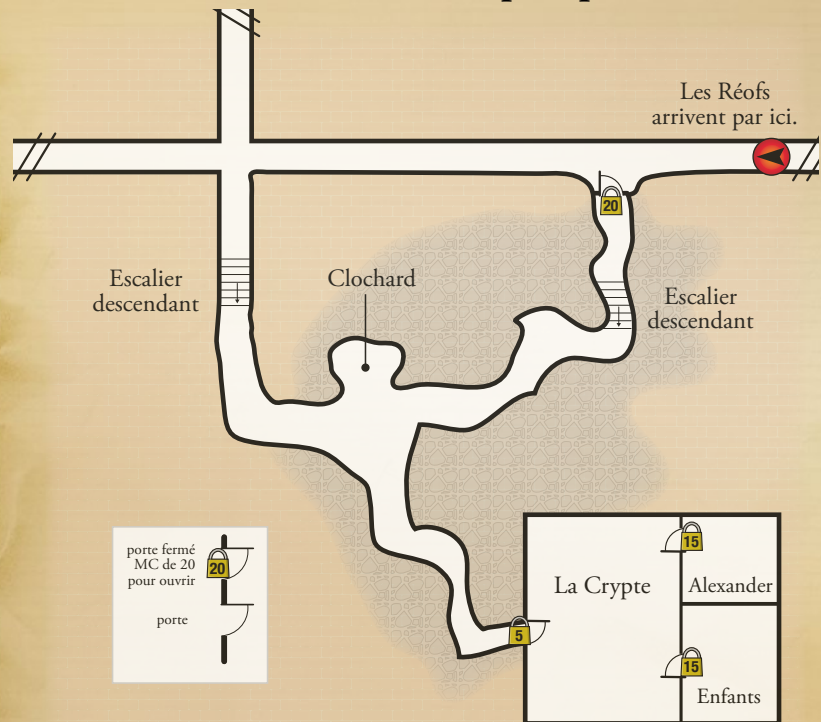 Les Réofs
arrivent par ici.
20
Escalier
descendant
Clochard
Escalier
descendant
porte fermé
MC de 20
pour ouvrir
20
porte
15
La Crypte
Alexander
5
15
Enfants